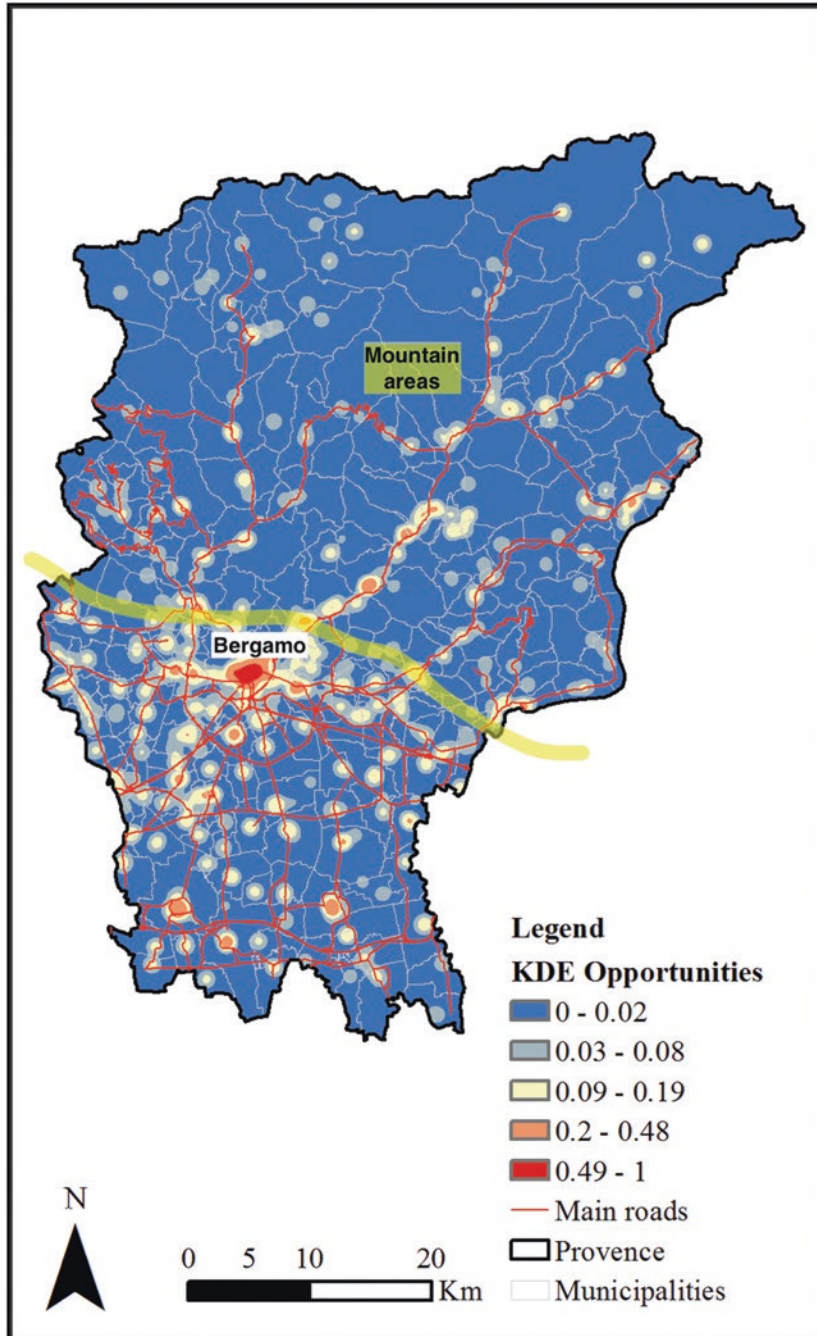 Mountain
areas
Bergamo
Legend
KDE Opportunities
0 - 0.02
0.03 - 0.08
0.09 - 0.19
0.2 - 0.48
0.49 - 1
Main roads
Provence
Municipalities
N
0 5 10 20
Km